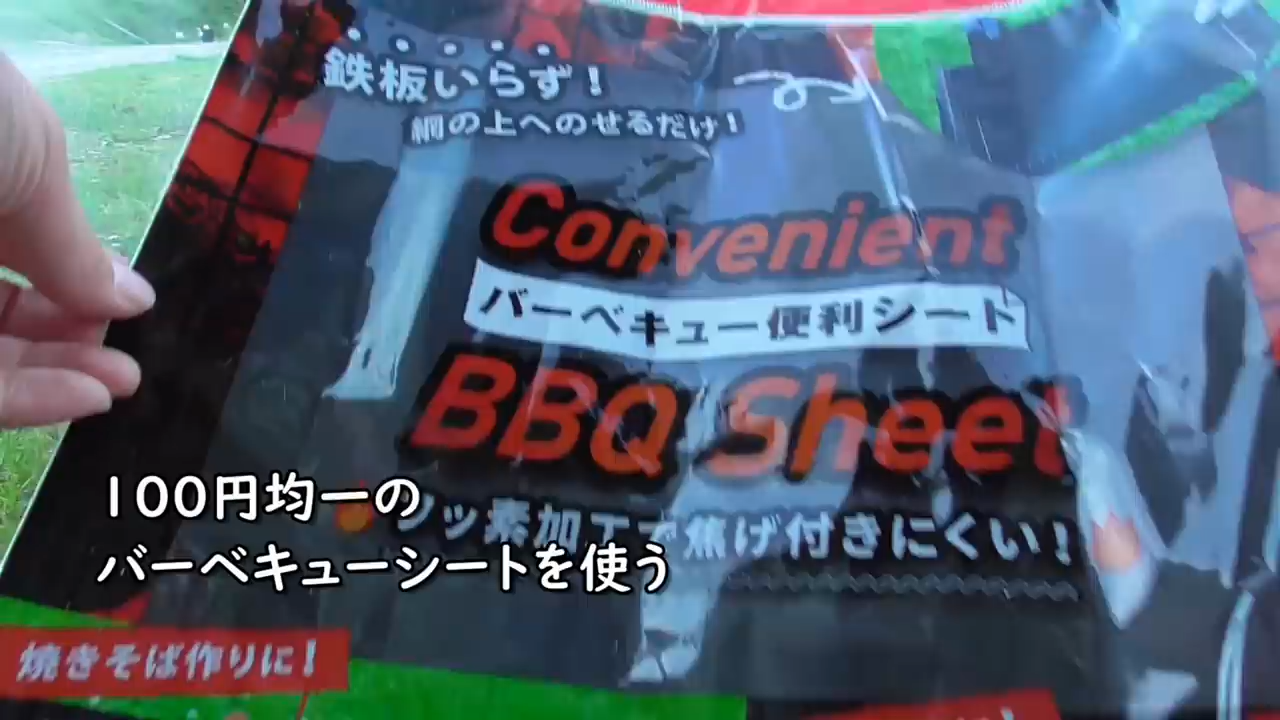 鉄板いらず!
網の上へのせるだけ!
Convenient
バーベキュー便利シート
BBQ Sheet
フッ素加工で焦げ付きにくい!
100円均一の
バーベキューシートを使う
焼きそば作りに!